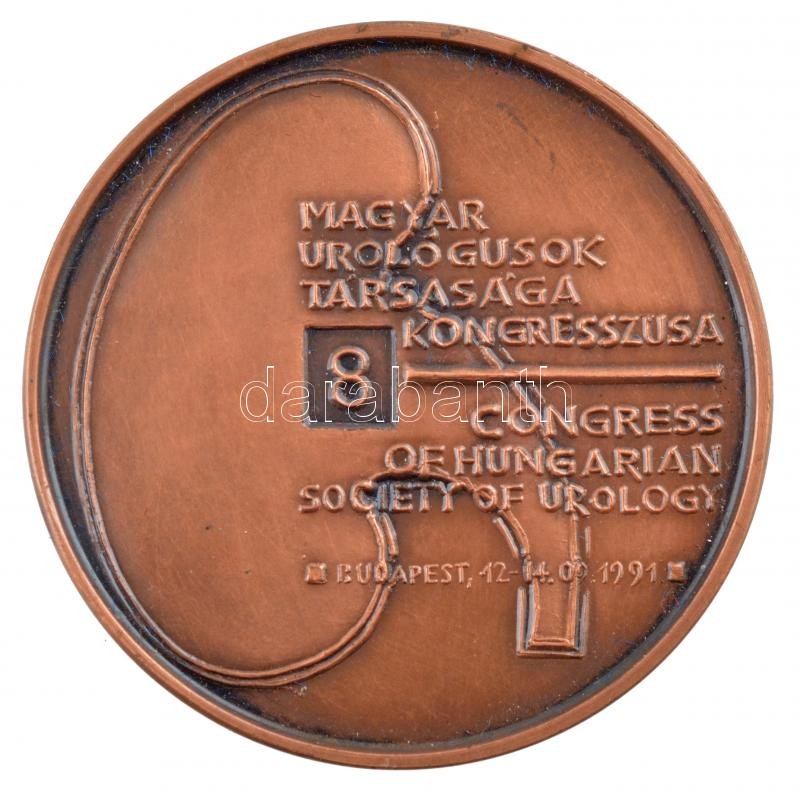 MAGYAR
UROLÓGUSOK
TÁRSASÁGA
KONGRESSZUSA
8
darabanth
CONGRESS
OF HUNGARIAN
SOCIETY OF UROLOGY
BUDAPEST, 12-14.09.1991